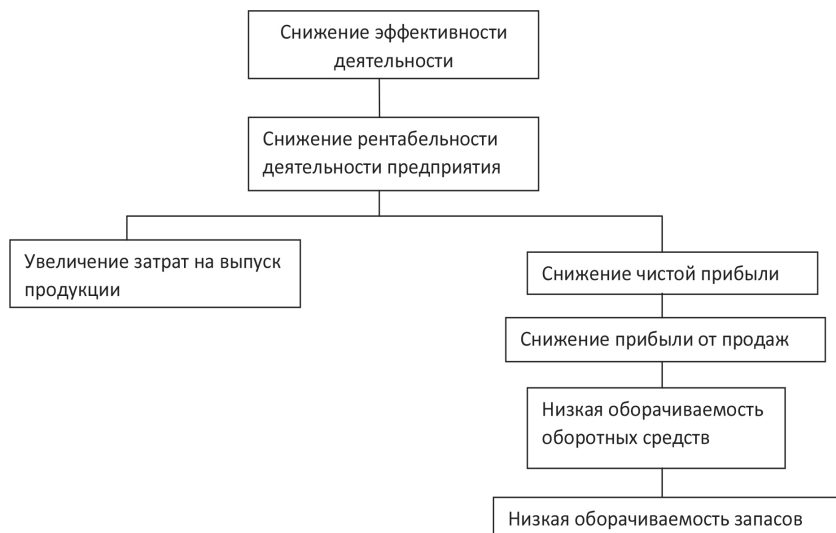 Снижение эффективности
деятельности
Снижение рентабельности
деятельности предприятия
Увеличение затрат на выпуск
продукции
Снижение чистой прибыли
Снижение прибыли от продаж
Низкая оборачиваемость
оборотных средств
Низкая оборачиваемость запасов